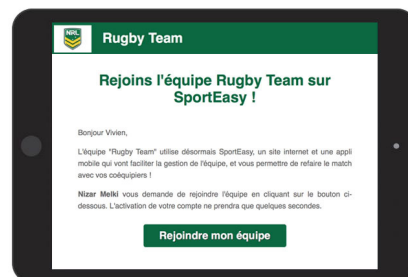 NRL
Rugby Team
Rejoins l'équipe Rugby Team sur
SportEasy !
Bonjour Vivien,
L'équipe "Rugby Team" utilise désormais SportEasy, un site internet et une appli
mobile qui vont faciliter la gestion de l'équipe, et vous permettre de refaire le match
avec vos coéquipiers !
Nizar Melki vous demande de rejoindre l'équipe en cliquant sur le bouton ci-
dessous. L'activation de votre compte ne prendra que quelques secondes.
Rejoindre mon équipe